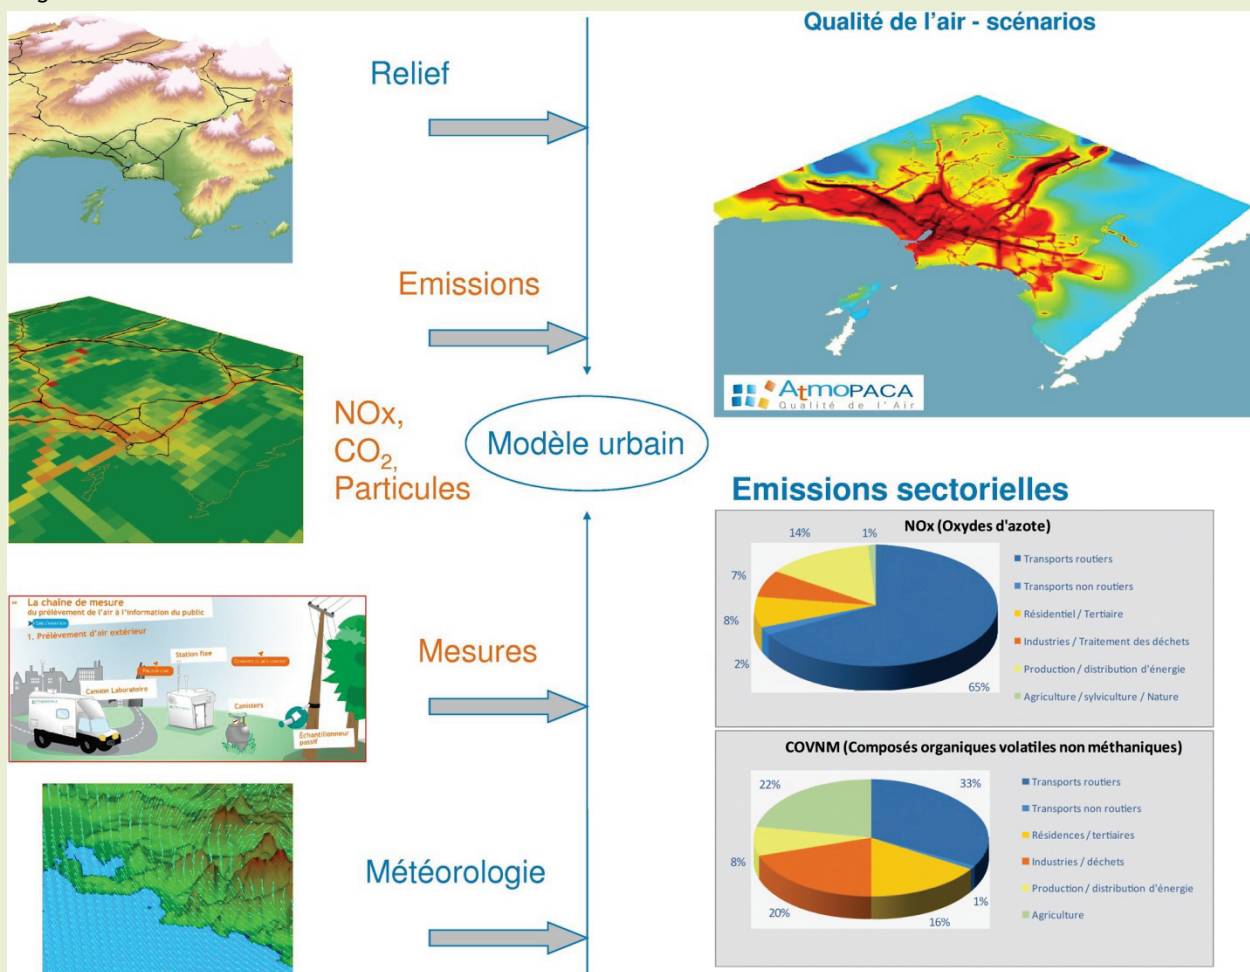 Qualité de l'air - scénarios
Relief
Emissions
AtmoPACA
Qualité de l'Air
NOx,
CO2,
Particules
Modèle urbain
Emissions sectorielles
NOx (Oxydes d'azote)
14%
1%
7%
8%
2%
65%
Transports routiers
Transports non routiers
Résidentiel / Tertiaire
Industries / Traitement des déchets
Production / distribution d'énergie
Agriculture / sylviculture / Nature
La chaîne de mesure
du prélèvement de l'air à l'information du public
1. Prélèvement d'air extérieur
Station fixe
Camion Laboratoire
Canisters
Échantillonneur
passif
Mesures
COVNM (Composés organiques volatiles non méthaniques)
22%
33%
8%
20%
16%
1%
Transports routiers
Transports non routiers
Résidences / tertiaires
Industries / déchets
Production / distribution d'énergie
Agriculture
Météorologie